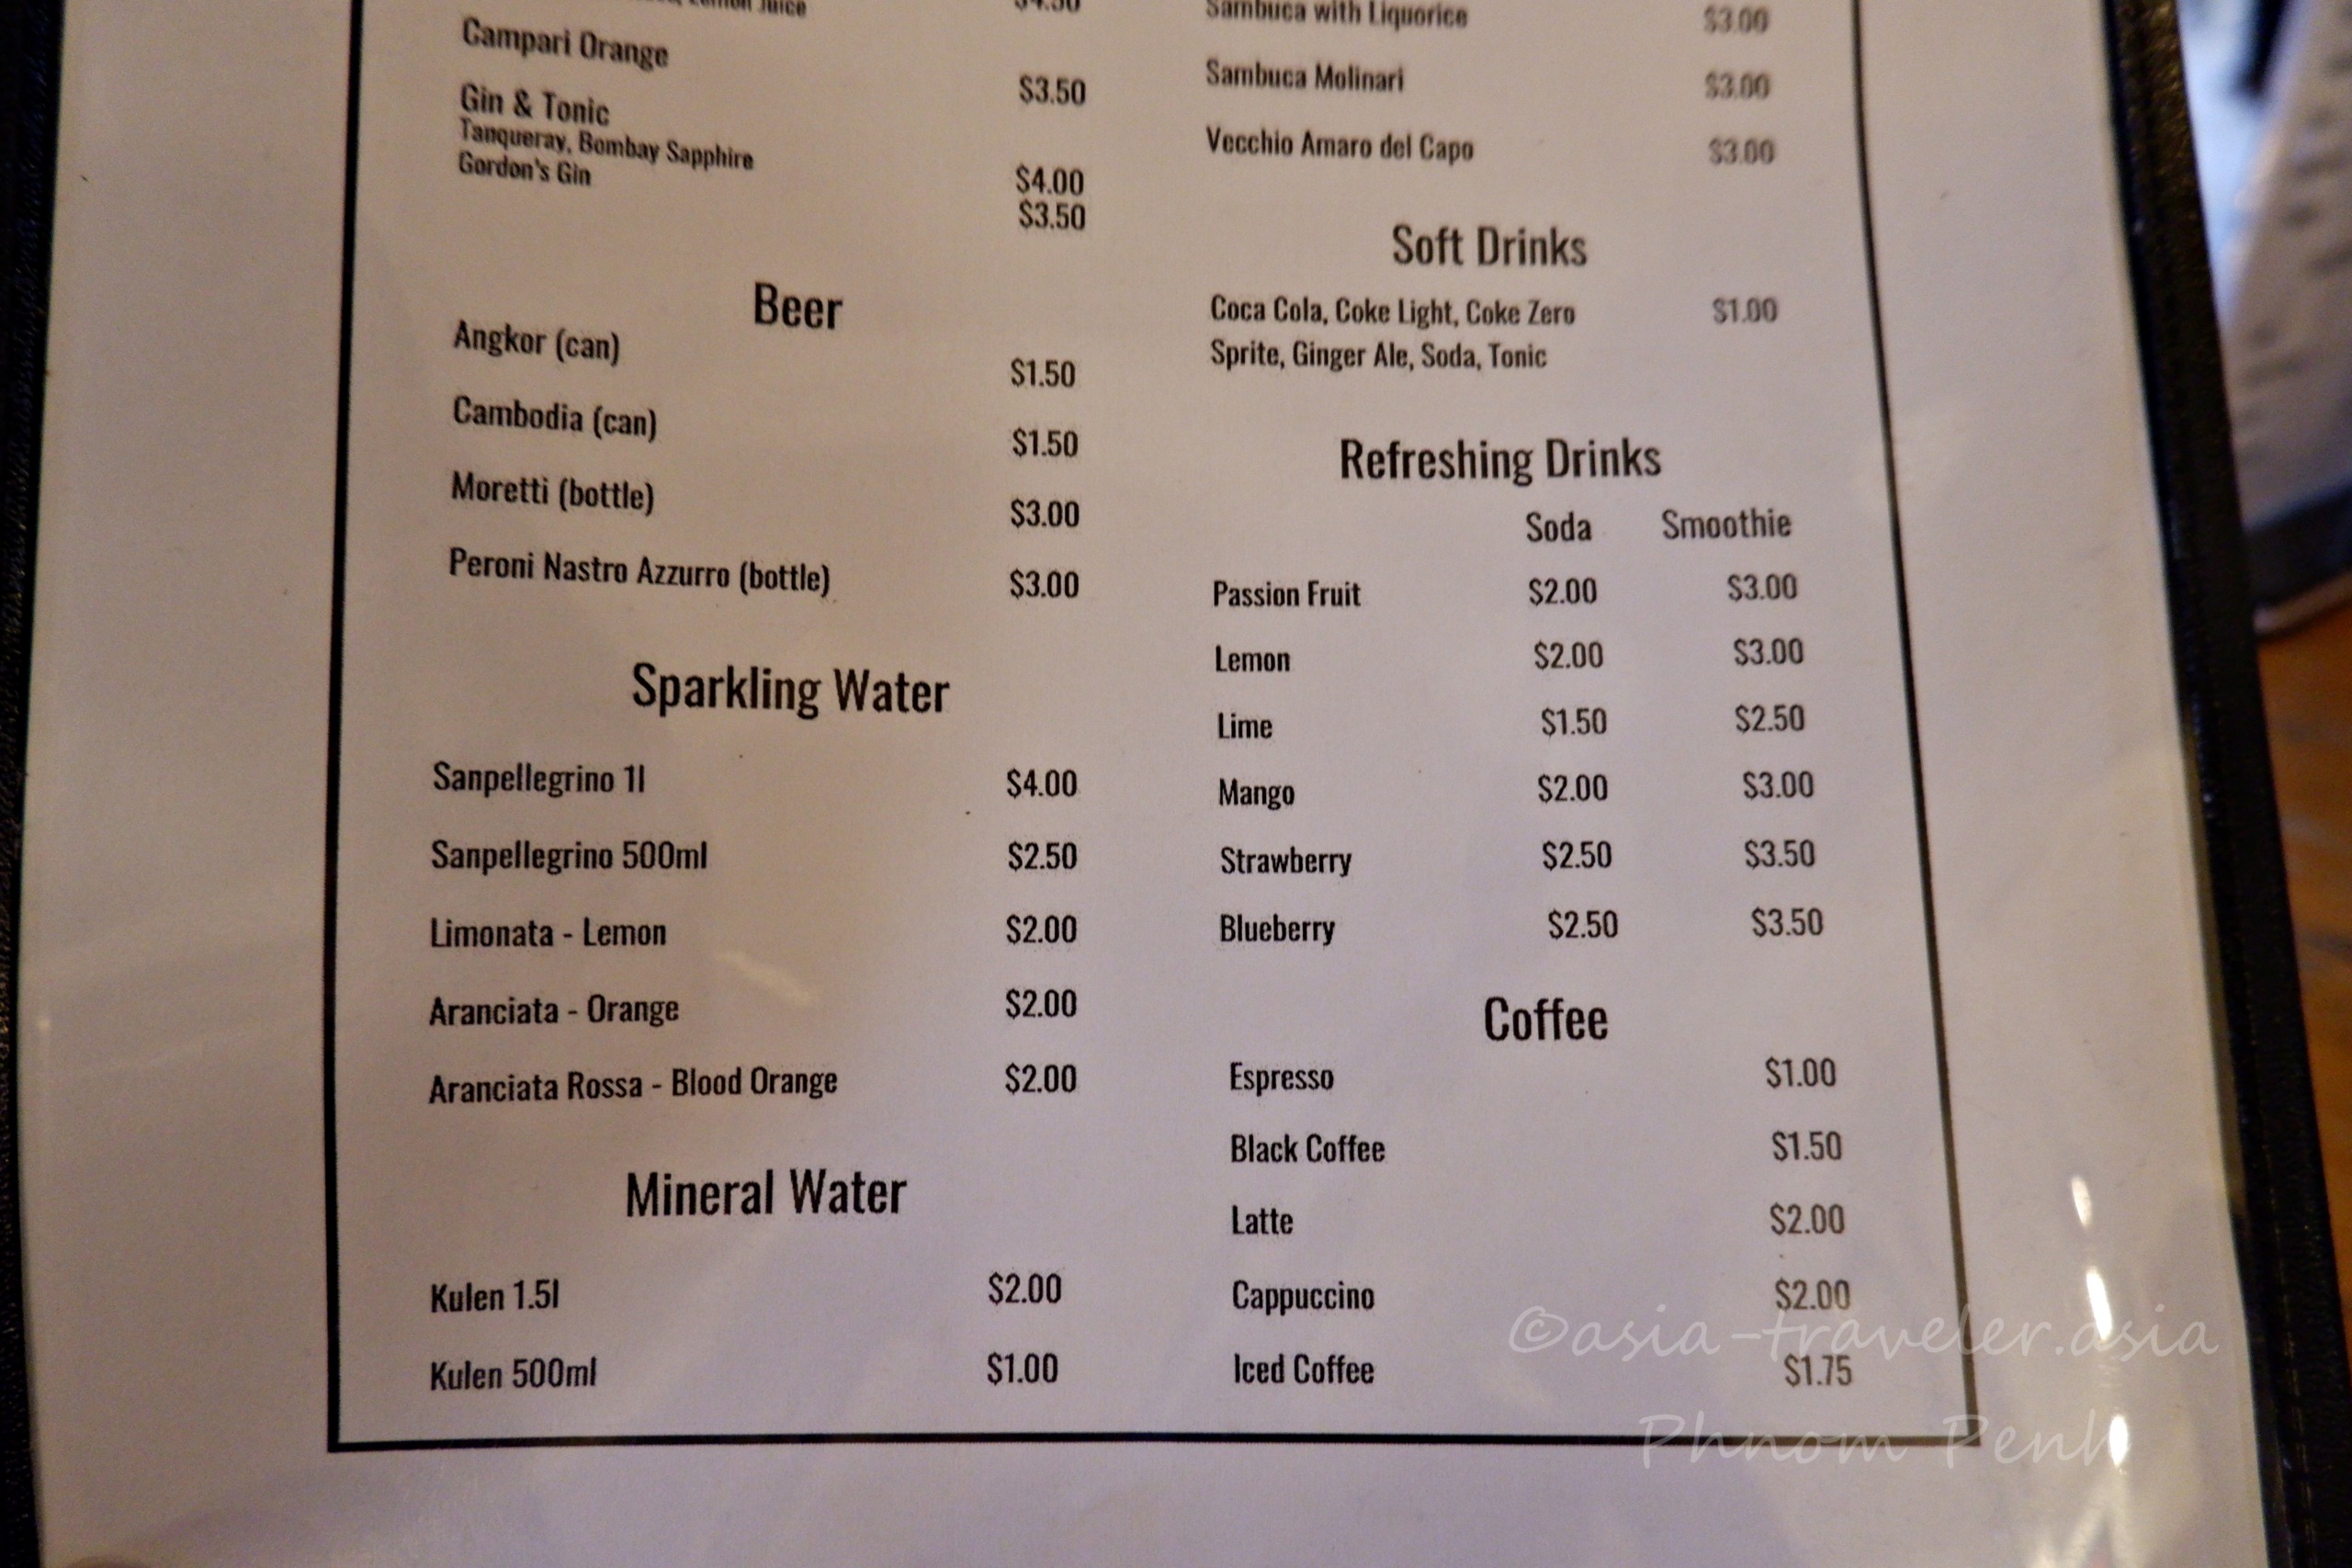 Juice $4.50
Campari Orange $3.50
Gin & Tonic
Tanqueray, Bombay Sapphire $4.00
Gordon's Gin $3.50
Beer
Angkor (can) $1.50
Cambodia (can) $1.50
Moretti (bottle) $3.00
Peroni Nastro Azzurro (bottle) $3.00
Sparkling Water
Sanpellegrino 1l $4.00
Sanpellegrino 500ml $2.50
Limonata - Lemon $2.00
Aranciata - Orange $2.00
Aranciata Rossa - Blood Orange $2.00
Mineral Water
Kulen 1.5l $2.00
Kulen 500ml $1.00
Sambuca with Liquorice $3.00
Sambuca Molinari $3.00
Vecchio Amaro del Capo $3.00
Soft Drinks
Coca Cola, Coke Light, Coke Zero $1.00
Sprite, Ginger Ale, Soda, Tonic
Refreshing Drinks
Soda Smoothie
Passion Fruit $2.00 $3.00
Lemon $2.00 $3.00
Lime $1.50 $2.50
Mango $2.00 $3.00
Strawberry $2.50 $3.50
Blueberry $2.50 $3.50
Coffee
Espresso $1.00
Black Coffee $1.50
Latte $2.00
Cappuccino $2.00
Iced Coffee $1.75
©asia-traveler.asia
Phnom Penh